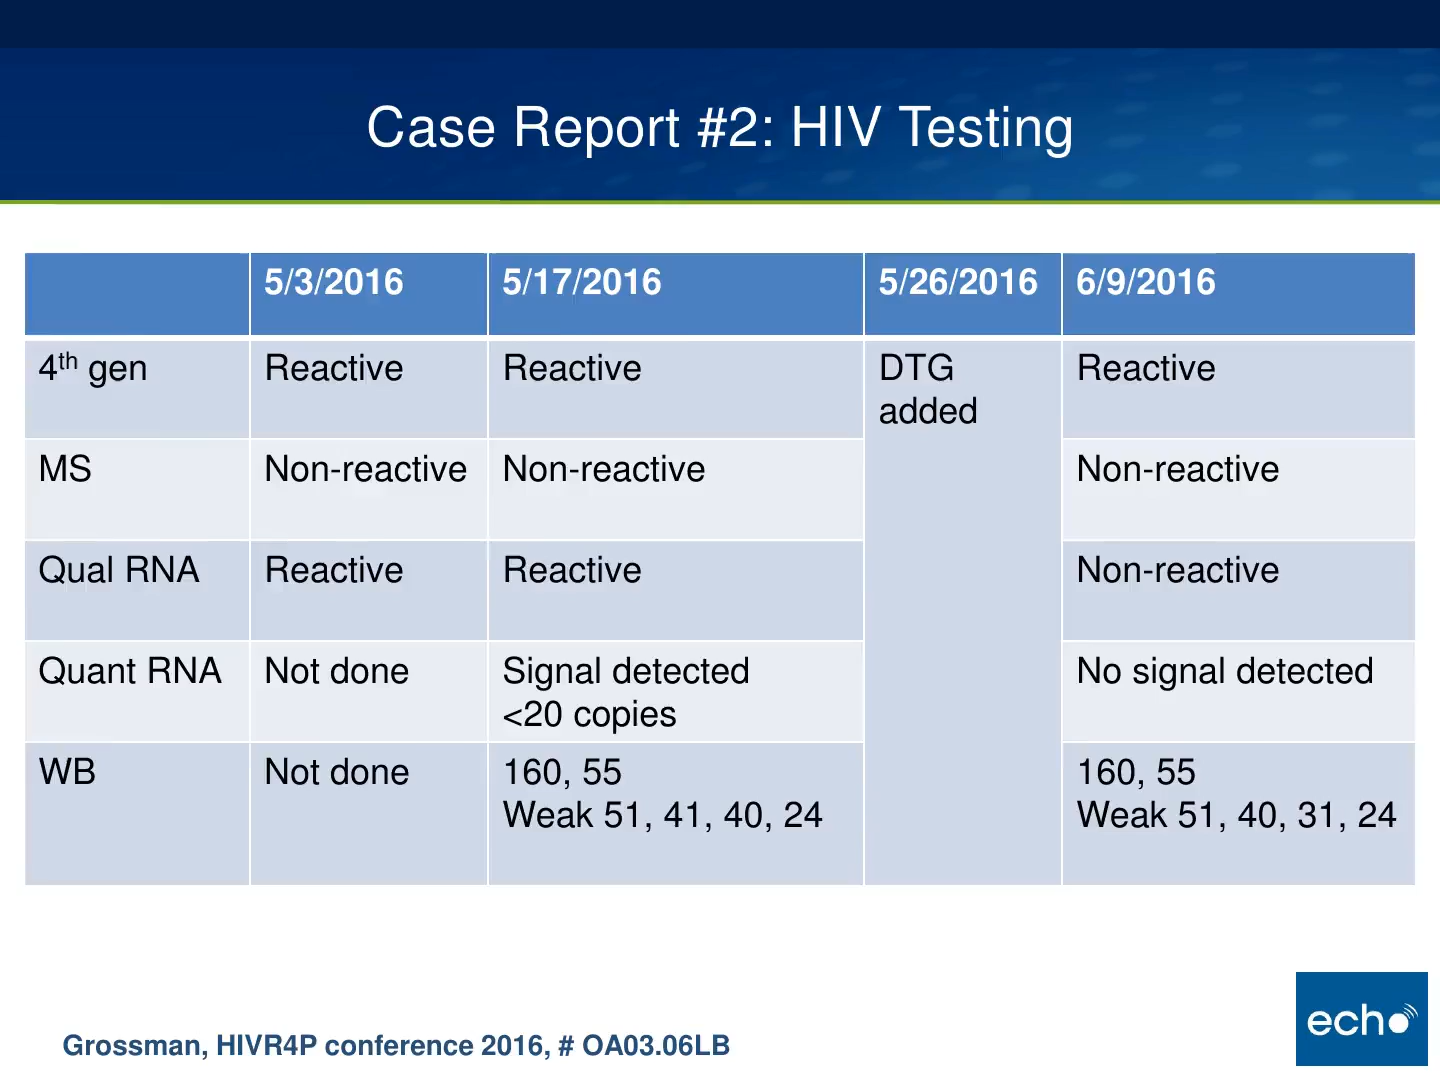 Case Report #2: HIV Testing
5/3/2016 5/17/2016 5/26/2016 6/9/2016
4th gen Reactive Reactive DTG added Reactive
MS Non-reactive Non-reactive Non-reactive
Qual RNA Reactive Reactive Non-reactive
Quant RNA Not done Signal detected <20 copies No signal detected
WB Not done 160, 55 Weak 51, 41, 40, 24 160, 55 Weak 51, 40, 31, 24
Grossman, HIVR4P conference 2016, # OA03.06LB
echo